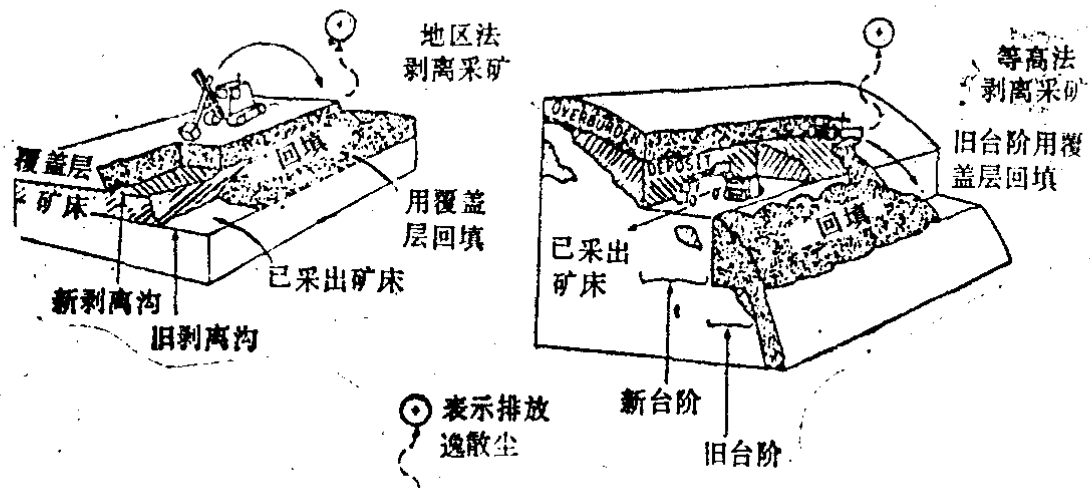 地区法
剥离采矿
覆盖层
矿床
回填
用覆盖
层回填
已采出矿床
新剥离沟
旧剥离沟
等高法
剥离采矿
OVERBURDEN
DEPOSIT
旧台阶用覆
盖层回填
回填
已采出
矿床
新台阶
旧台阶
表示排放
逸散尘